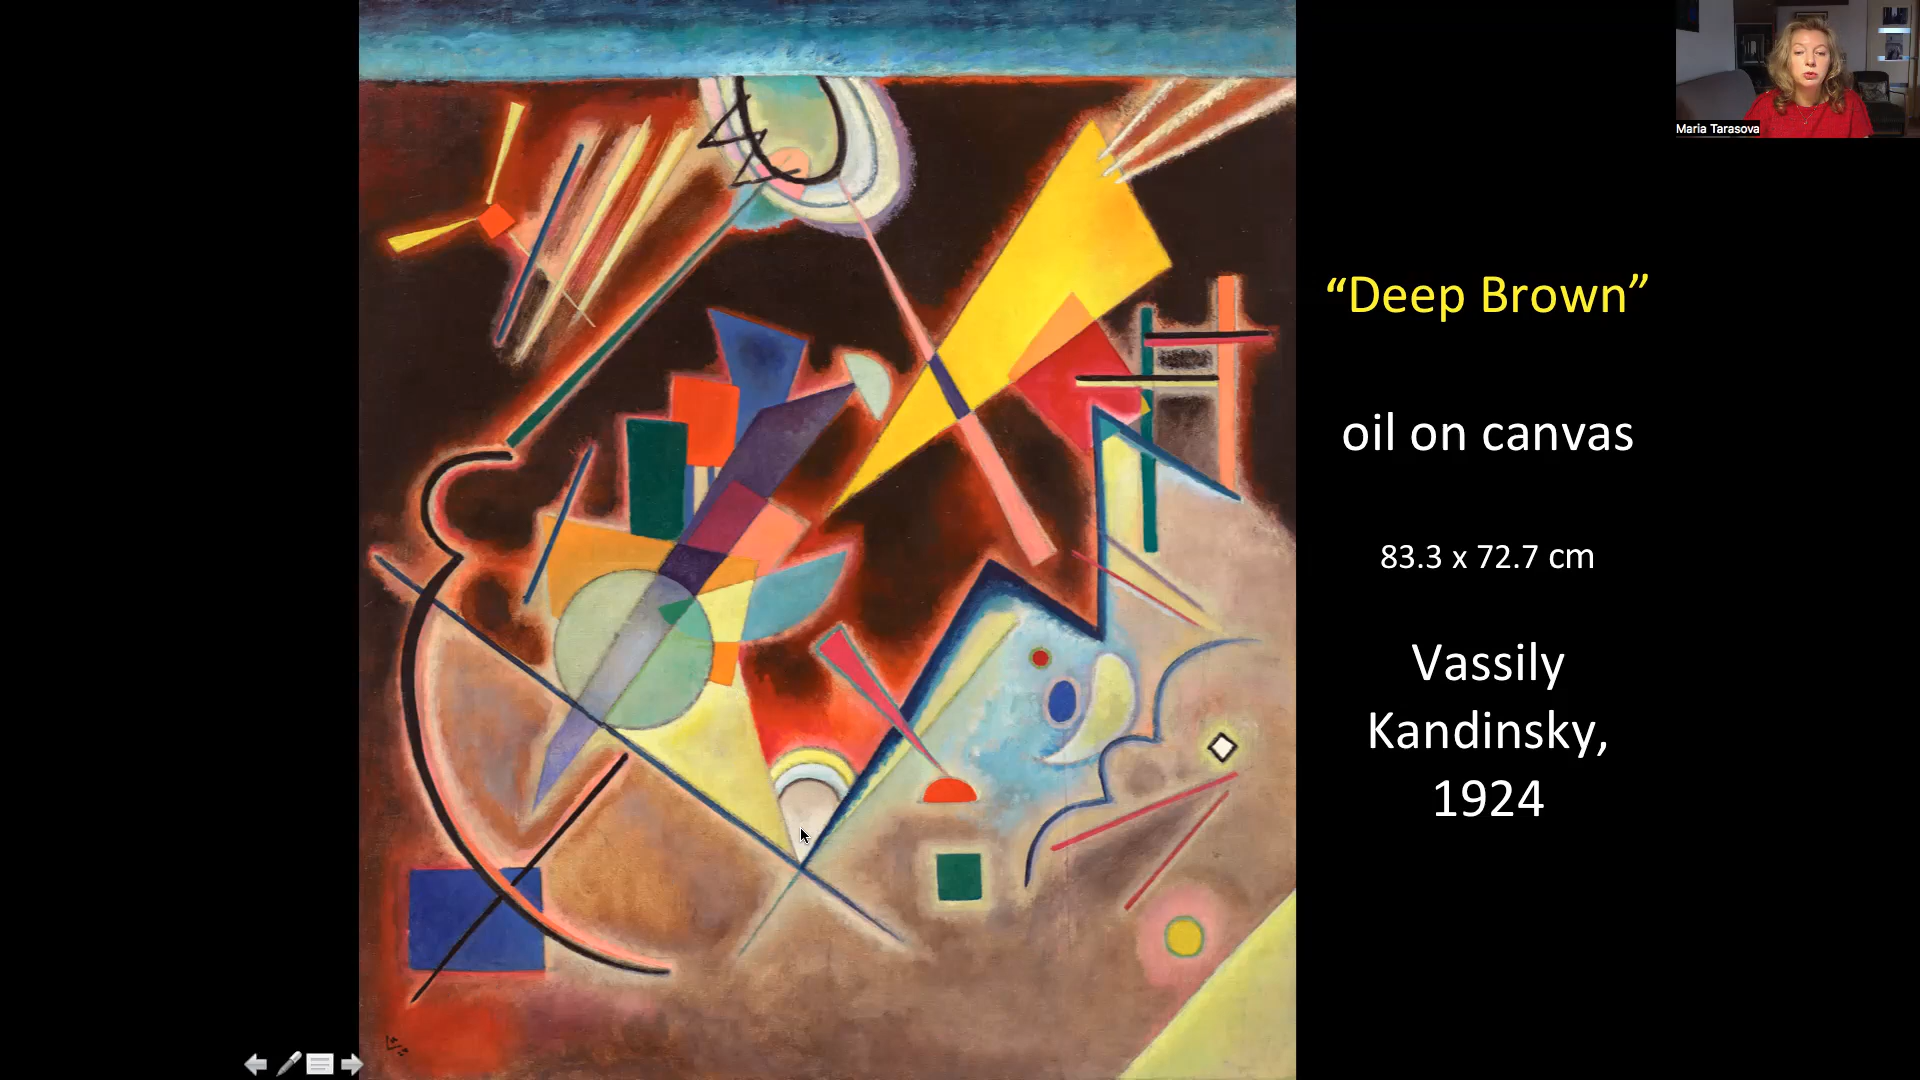 Maria Tarasova
“Deep Brown”
oil on canvas
83.3 x 72.7 cm
Vassily
Kandinsky,
1924